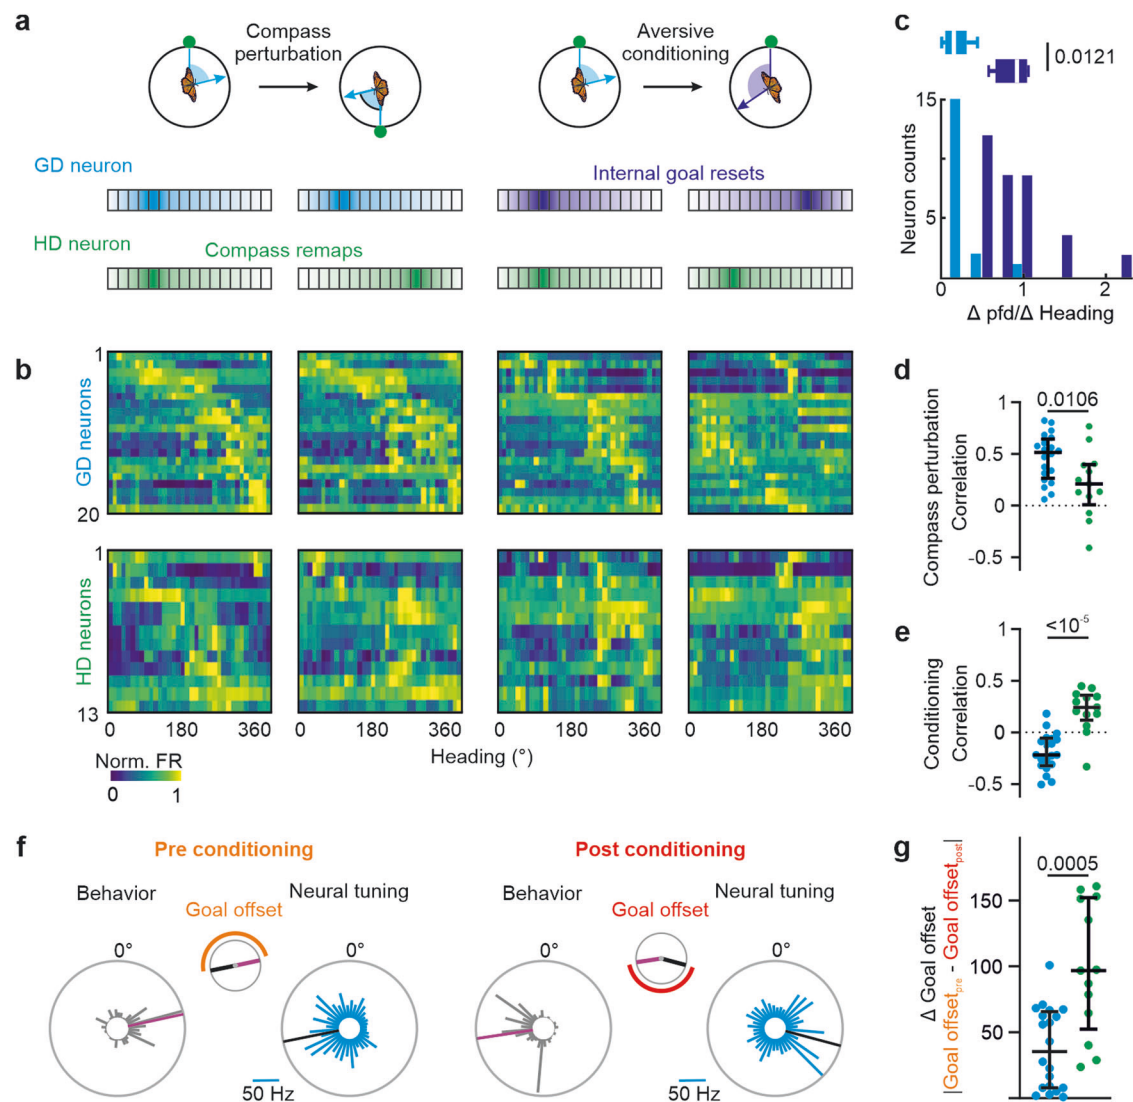 a
Compass
perturbation
Aversive
conditioning
GD neuron
Internal goal resets
HD neuron
Compass remaps
b
1
GD neurons
20
1
HD neurons
13
0 180 360
0 180 360
0 180 360
0 180 360
Heading (°)
Norm. FR
0 1
c
0.0121
15
5
Neuron counts
0 1 2
Δ pfd/Δ Heading
d
0.0106
1
0.5
0
-0.5
Compass perturbation
Correlation
e
<10⁻⁵
1
0.5
0
-0.5
Conditioning
Correlation
f
Pre conditioning
Behavior
Neural tuning
Goal offset
0°
0°
50 Hz
Post conditioning
Behavior
Neural tuning
Goal offset
0°
0°
50 Hz
g
0.0005
150
100
50
Δ Goal offset
|Goal offset pre - Goal offset post|